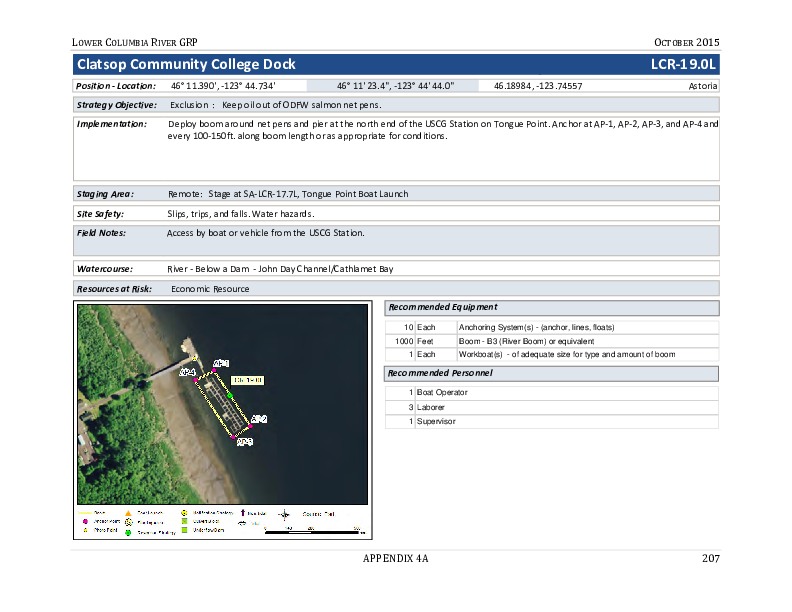 LOWER COLUMBIA RIVER GRP OCTOBER 2015
Clatsop Community College Dock LCR-19.0L
Position - Location: 46° 11.390', -123° 44.734' 46° 11' 23.4", -123° 44' 44.0" 46.18984, -123.74557 Astoria
Strategy Objective: Exclusion : Keep oil out of ODFW salmon net pens.
Implementation: Deploy boom around net pens and pier at the north end of the USCG Station on Tongue Point. Anchor at AP-1, AP-2, AP-3, and AP-4 and
every 100-150 ft. along boom length or as appropriate for conditions.
Staging Area: Remote: Stage at SA-LCR-17.7L, Tongue Point Boat Launch
Site Safety: Slips, trips, and falls. Water hazards.
Field Notes: Access by boat or vehicle from the USCG Station.
Watercourse: River - Below a Dam - John Day Channel/Cathlamet Bay
Resources at Risk: Economic Resource
Recommended Equipment
10 Each Anchoring System(s) - (anchor, lines, floats)
1000 Feet Boom - B3 (River Boom) or equivalent
1 Each Workboat(s) - of adequate size for type and amount of boom
Recommended Personnel
1 Boat Operator
3 Laborer
1 Supervisor
AP-4
AP-2
AP-3
Anchor Point
Photo Point
APPENDIX 4A 207